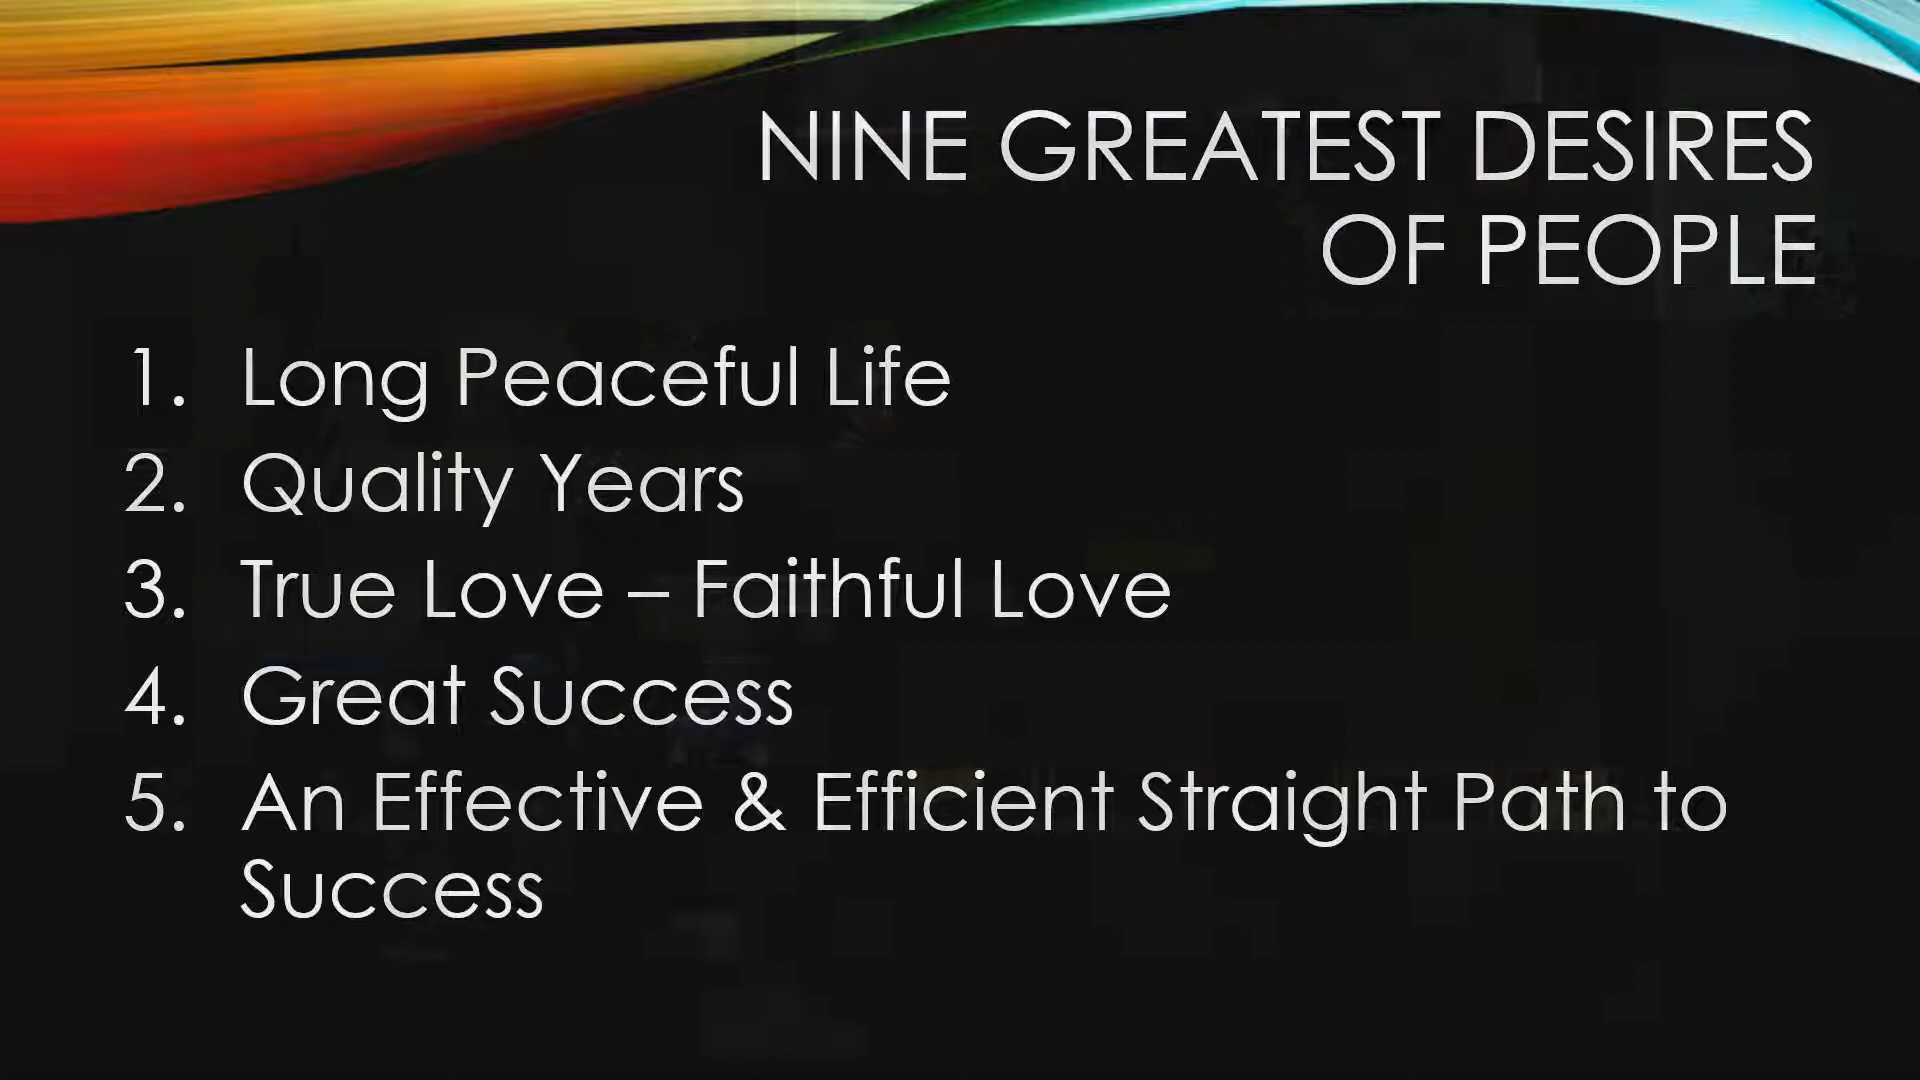 NINE GREATEST DESIRES
OF PEOPLE
1. Long Peaceful Life
2. Quality Years
3. True Love – Faithful Love
4. Great Success
5. An Effective & Efficient Straight Path to
Success